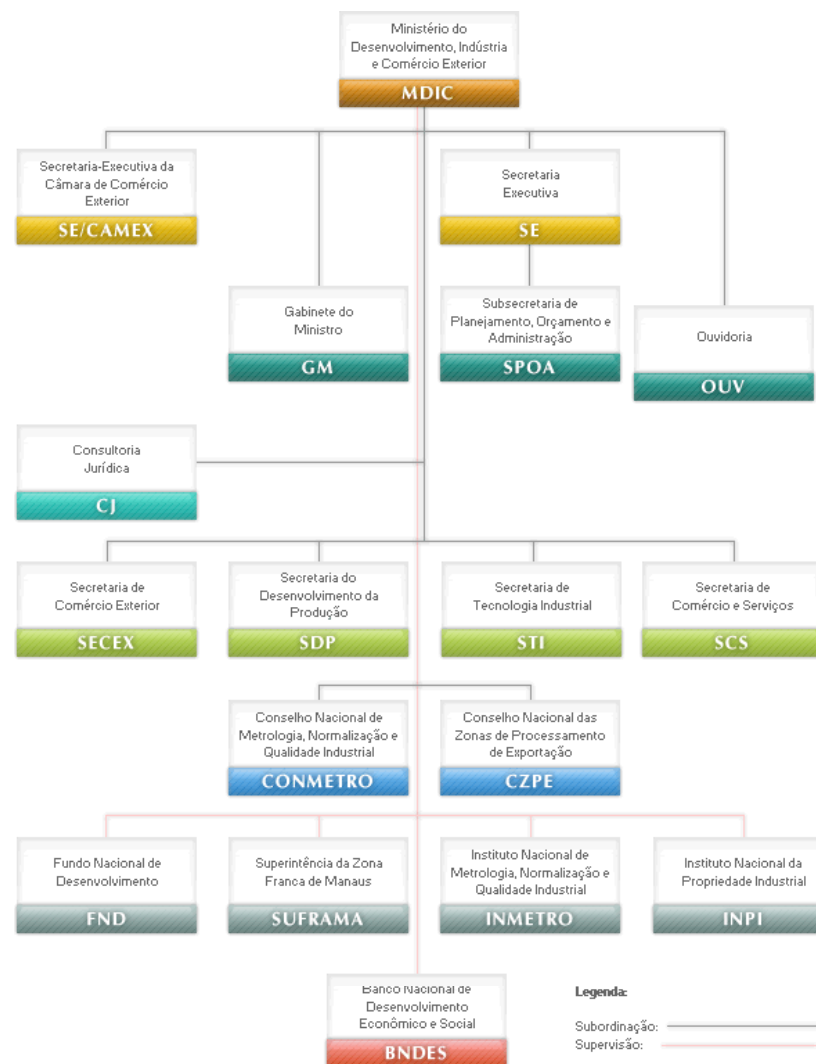 Ministério do
Desenvolvimento, Indústria
e Comércio Exterior
MDIC
Secretaria-Executiva da
Câmara de Comércio
Exterior
SE/CAMEX
Secretaria
Executiva
SE
Gabinete do
Ministro
GM
Subsecretaria de
Planejamento, Orçamento e
Administração
SPOA
Ouvidoria
OUV
Consultoria
Jurídica
CJ
Secretaria de
Comércio Exterior
SECEX
Secretaria do
Desenvolvimento da
Produção
SDP
Secretaria de
Tecnologia Industrial
STI
Secretaria de
Comércio e Serviços
SCS
Conselho Nacional de
Metrologia, Normalização e
Qualidade Industrial
CONMETRO
Conselho Nacional das
Zonas de Processamento
de Exportação
CZPE
Fundo Nacional de
Desenvolvimento
FND
Superintência da Zona
Franca de Manaus
SUFRAMA
Instituto Nacional de
Metrologia, Normalização e
Qualidade Industrial
INMETRO
Instituto Nacional da
Propriedade Industrial
INPI
Banco Nacional de
Desenvolvimento
Econômico e Social
BNDES
Legenda:
Subordinação:
Supervisão: